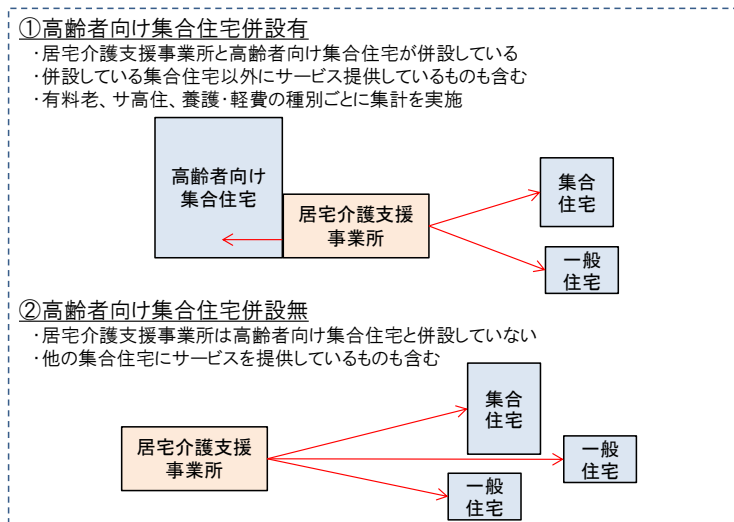 ①高齢者向け集合住宅併設有
・居宅介護支援事業所と高齢者向け集合住宅が併設している
・併設している集合住宅以外にサービス提供しているものも含む
・有料老、サ高住、養護・軽費の種別ごとに集計を実施
高齢者向け
集合住宅
居宅介護支援
事業所
集合
住宅
一般
住宅
②高齢者向け集合住宅併設無
・居宅介護支援事業所は高齢者向け集合住宅と併設していない
・他の集合住宅にサービスを提供しているものも含む
居宅介護支援
事業所
集合
住宅
一般
住宅
一般
住宅